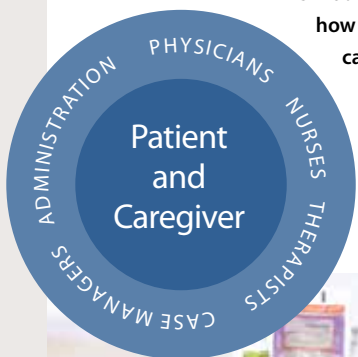 how
ca
PHYSICIANS
NURSES
THERAPISTS
CASE MANAGERS
ADMINISTRATION
Patient
and
Caregiver